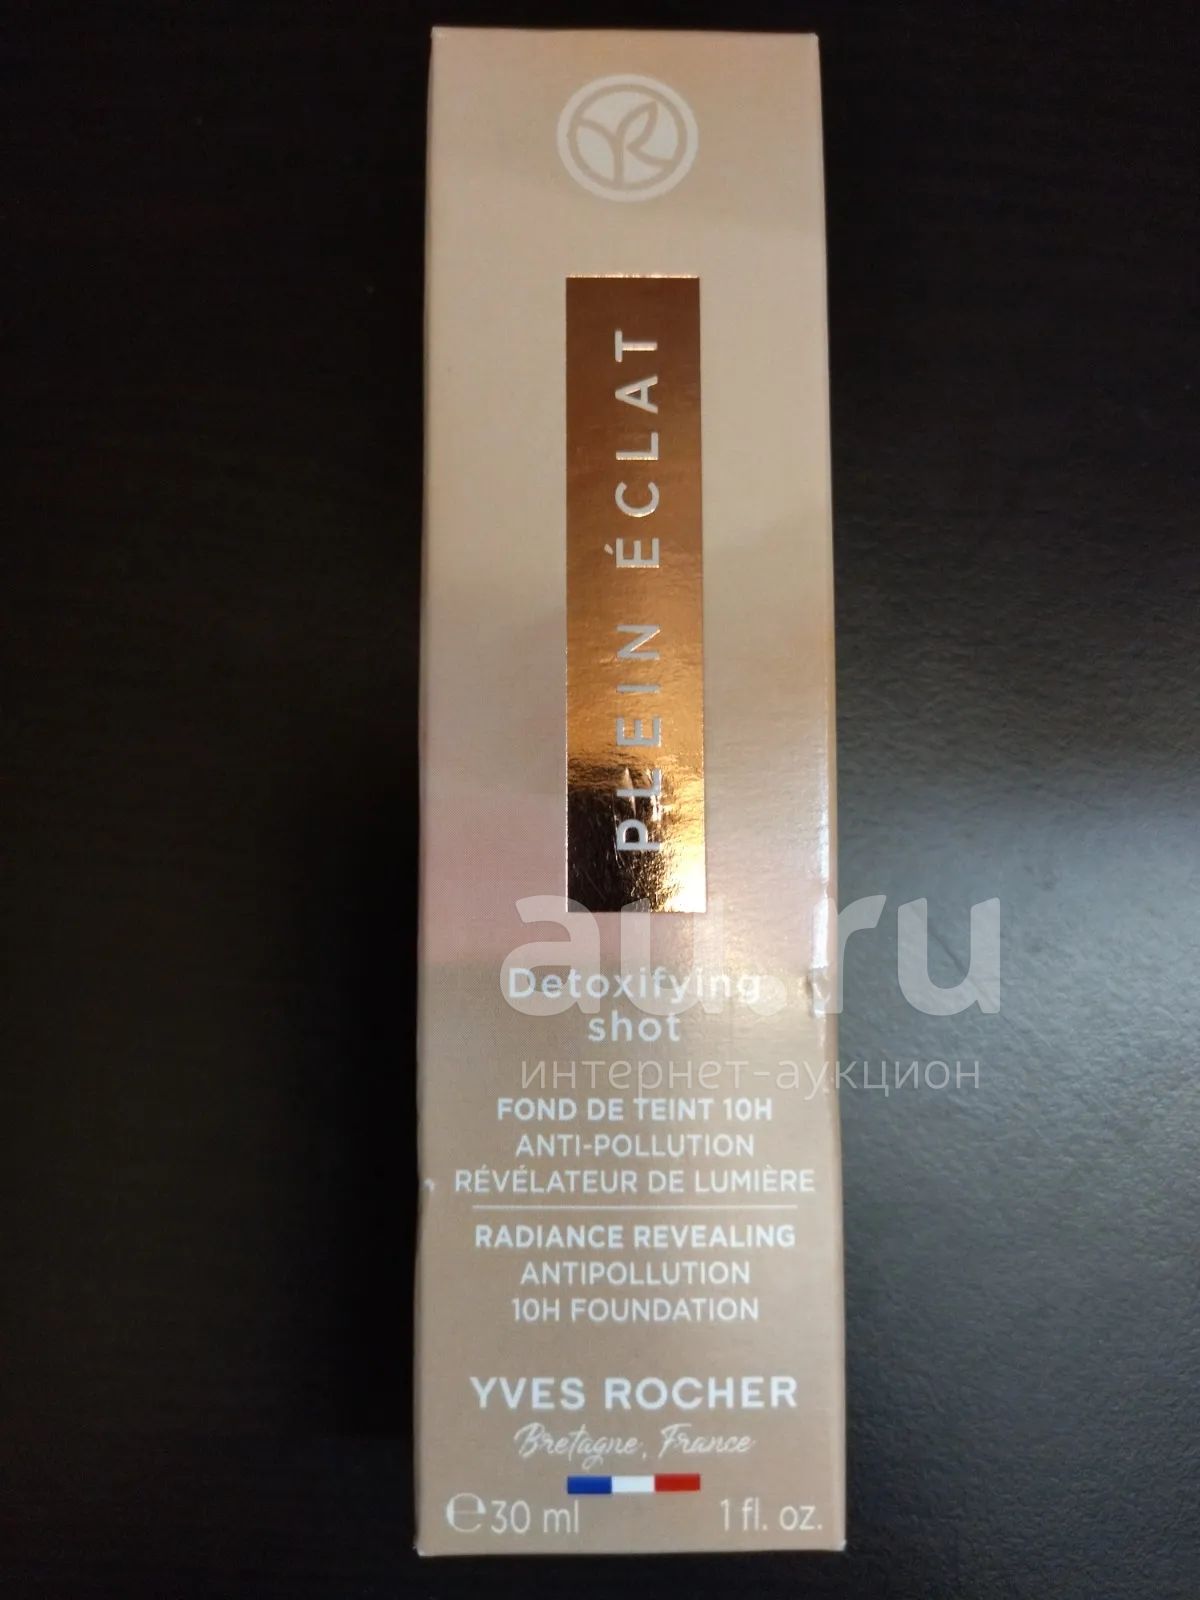 PLEIN ÉCLAT
au.ru
Detoxifying
shot
интернет-аукцион
FOND DE TEINT 10H
ANTI-POLLUTION
RÉVÉLATEUR DE LUMIÈRE
RADIANCE REVEALING
ANTIPOLLUTION
10H FOUNDATION
YVES ROCHER
Bretagne, France
℮30 ml 1 fl. oz.